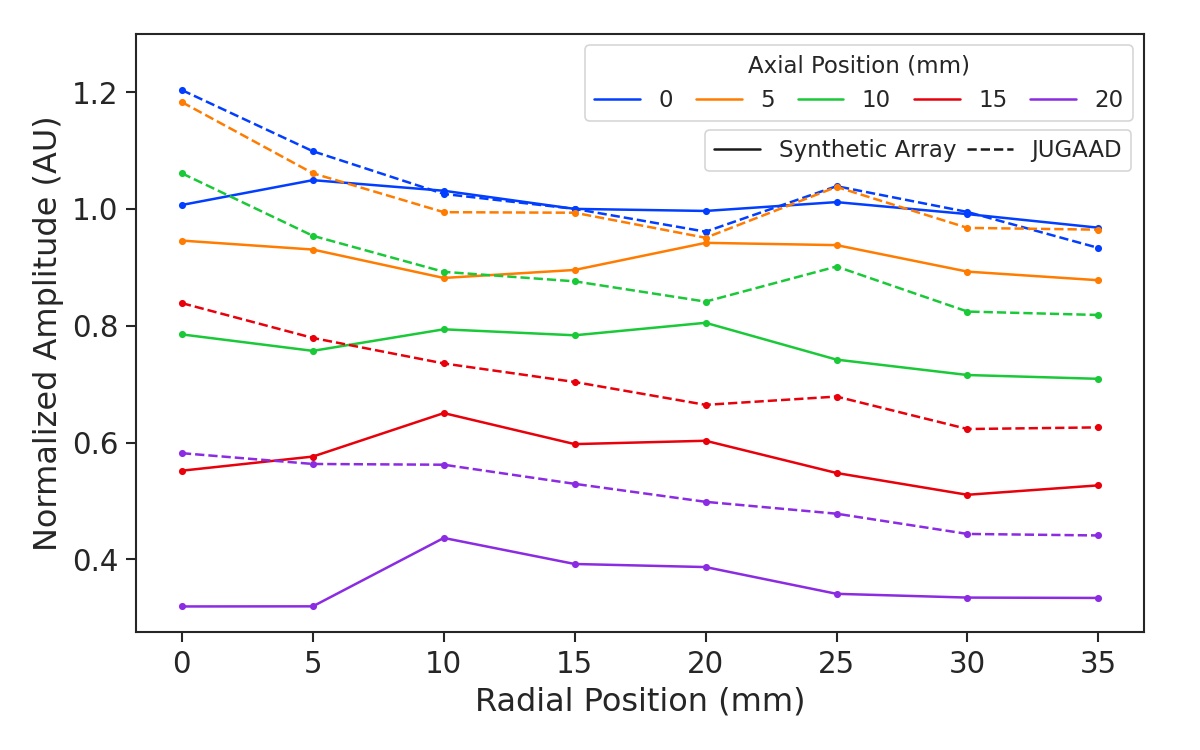 Axial Position (mm)
0 5 10 15 20
Synthetic Array JUGAAD
Normalized Amplitude (AU)
1.2
1.0
0.8
0.6
0.4
0 5 10 15 20 25 30 35
Radial Position (mm)